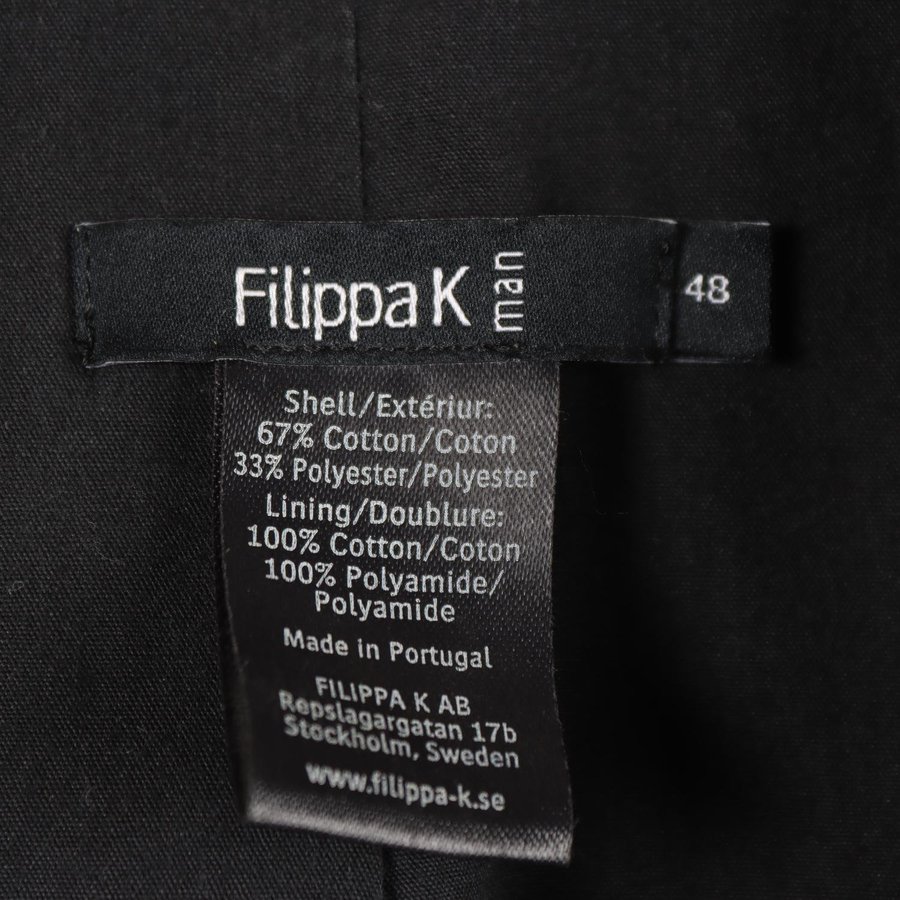 Filippa K man 48
Shell/Extériur:
67% Cotton/Coton
33% Polyester/Polyester
Lining/Doublure:
100% Cotton/Coton
100% Polyamide/
Polyamide
Made in Portugal
FILIPPA K AB
Repslagargatan 17b
Stockholm, Sweden
www.filippa-k.se